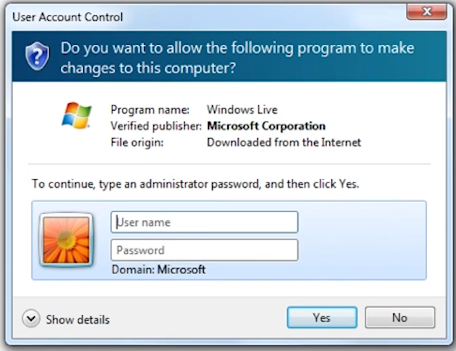 User Account Control
Do you want to allow the following program to make
changes to this computer?
Program name: Windows Live
Verified publisher: Microsoft Corporation
File origin: Downloaded from the Internet
To continue, type an administrator password, and then click Yes.
User name
Password
Domain: Microsoft
Show details
Yes
No